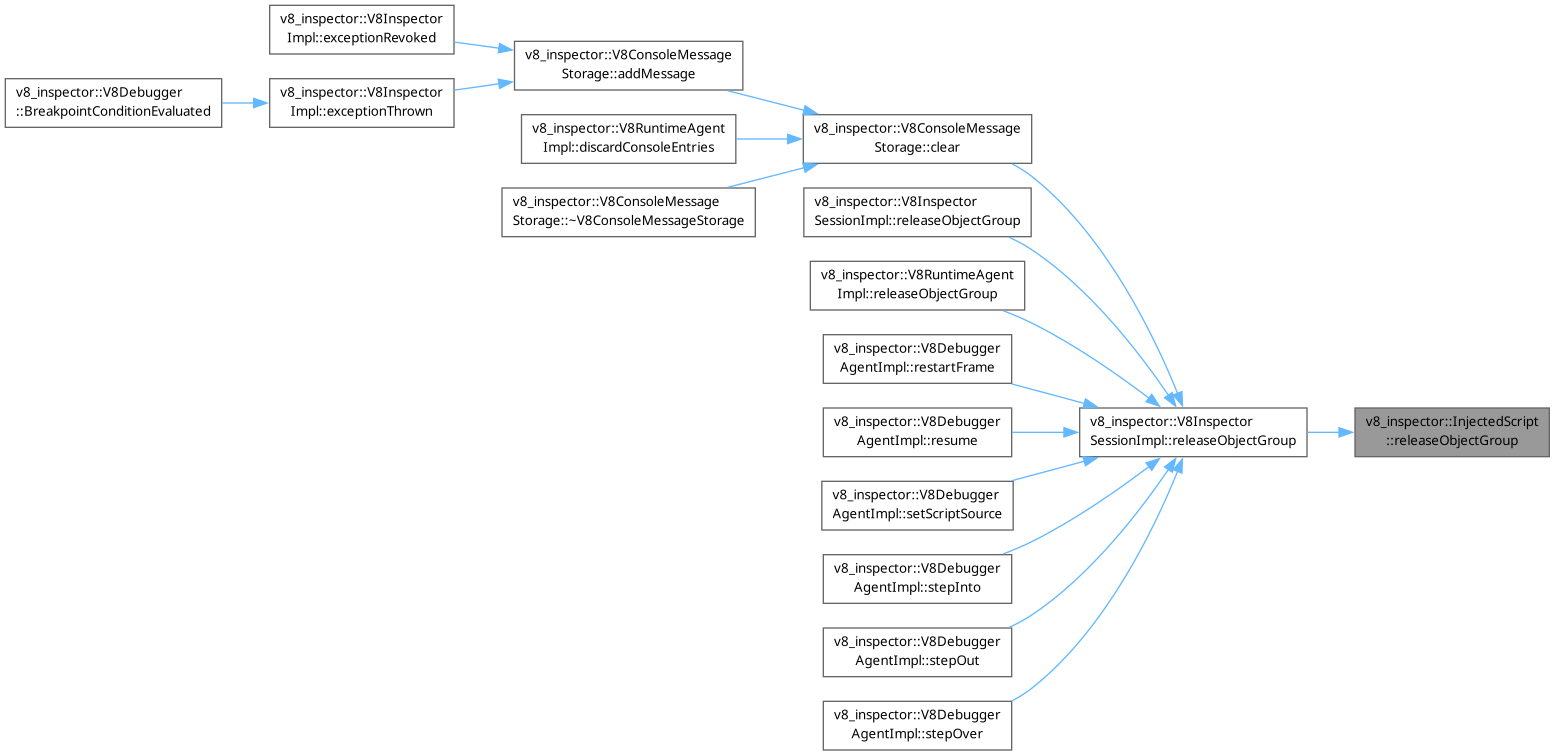 v8_inspector::V8Inspector
Impl::exceptionRevoked
v8_inspector::V8ConsoleMessage
Storage::addMessage
v8_inspector::V8Debugger
::BreakpointConditionEvaluated
v8_inspector::V8Inspector
Impl::exceptionThrown
v8_inspector::V8RuntimeAgent
Impl::discardConsoleEntries
v8_inspector::V8ConsoleMessage
Storage::clear
v8_inspector::V8ConsoleMessage
Storage::~V8ConsoleMessageStorage
v8_inspector::V8Inspector
SessionImpl::releaseObjectGroup
v8_inspector::V8RuntimeAgent
Impl::releaseObjectGroup
v8_inspector::V8Debugger
AgentImpl::restartFrame
v8_inspector::V8Debugger
AgentImpl::resume
v8_inspector::V8Inspector
SessionImpl::releaseObjectGroup
v8_inspector::InjectedScript
::releaseObjectGroup
v8_inspector::V8Debugger
AgentImpl::setScriptSource
v8_inspector::V8Debugger
AgentImpl::stepInto
v8_inspector::V8Debugger
AgentImpl::stepOut
v8_inspector::V8Debugger
AgentImpl::stepOver